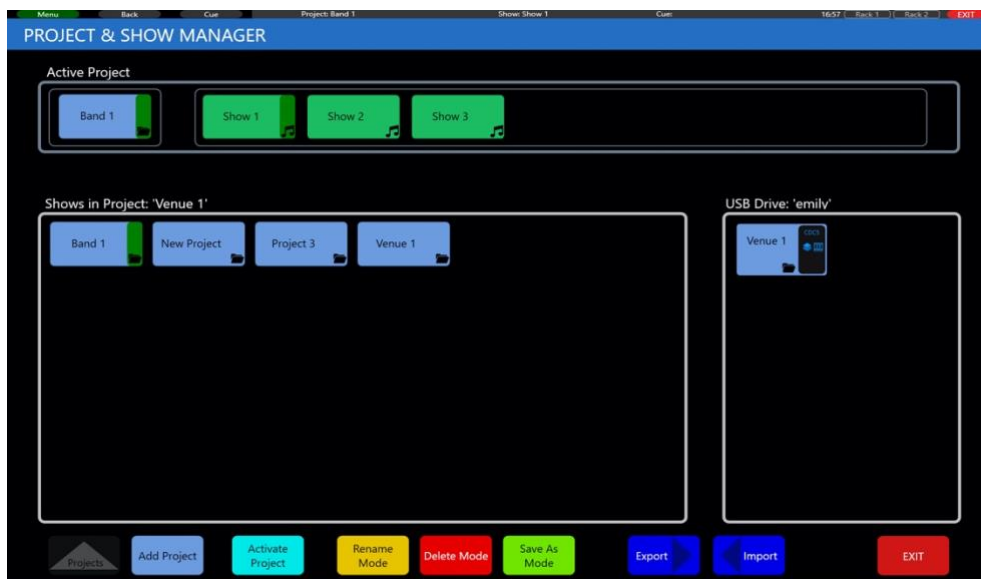 Menu Back Cue Project: Band 1 Show: Show 1 Cue: 16:57 Rack 1 Rack 2 EXIT
PROJECT & SHOW MANAGER
Active Project
Band 1 Show 1 Show 2 Show 3
Shows in Project: 'Venue 1' USB Drive: 'emily'
Band 1 New Project Project 3 Venue 1 Venue 1
Projects Add Project Activate Project Rename Mode Delete Mode Save As Mode Export Import EXIT